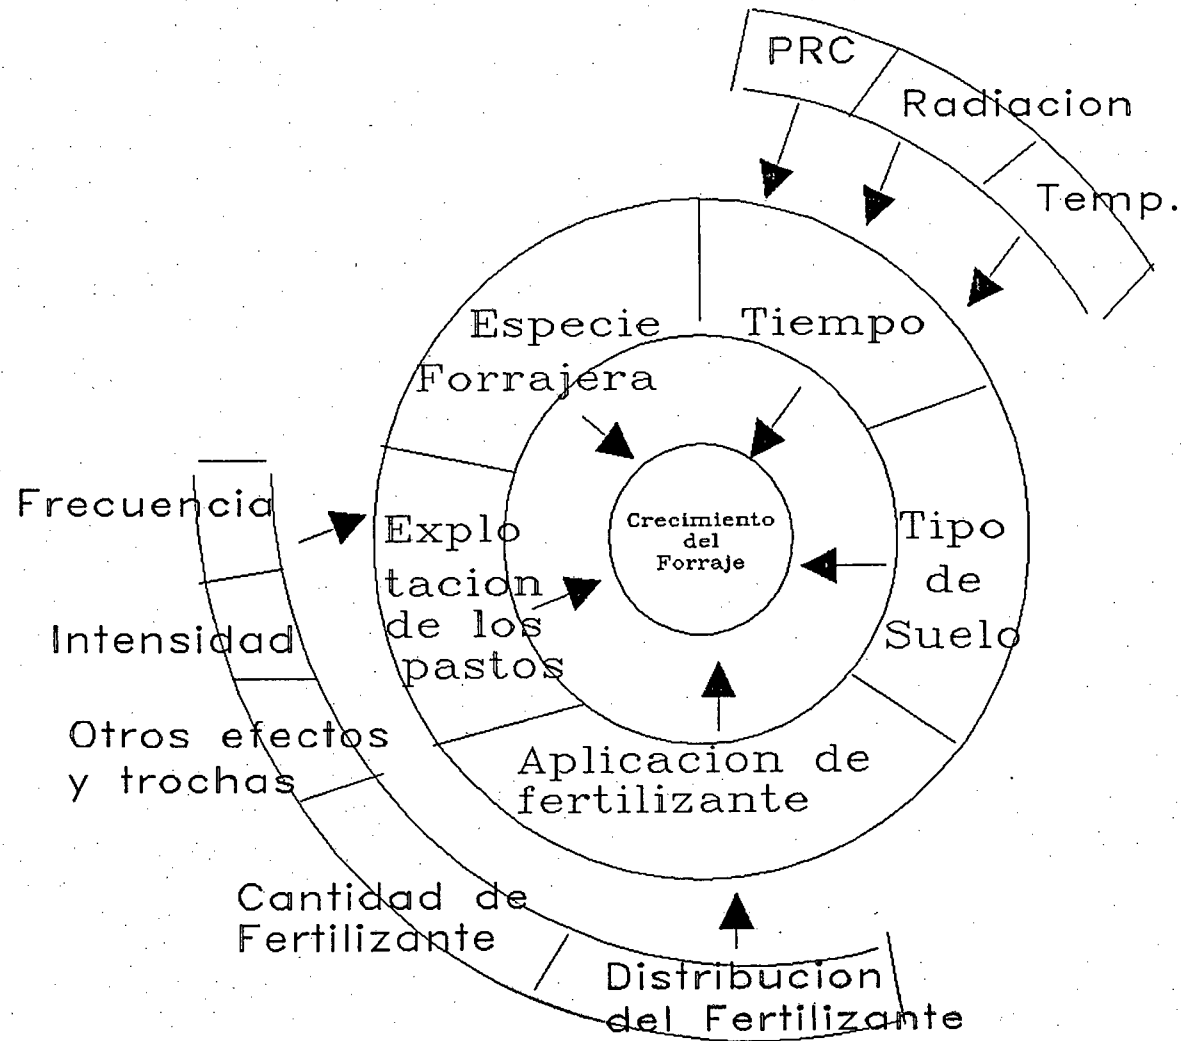 PRC
Radiacion
Temp.
Especie
Forrajera
Tiempo
Frecuencia
Explo
tacion
de los
pastos
Crecimiento
del
Forraje
Tipo
de
Suelo
Intensidad
Otros efectos
y trochas
Aplicacion de
fertilizante
Cantidad de
Fertilizante
Distribucion
del Fertilizante